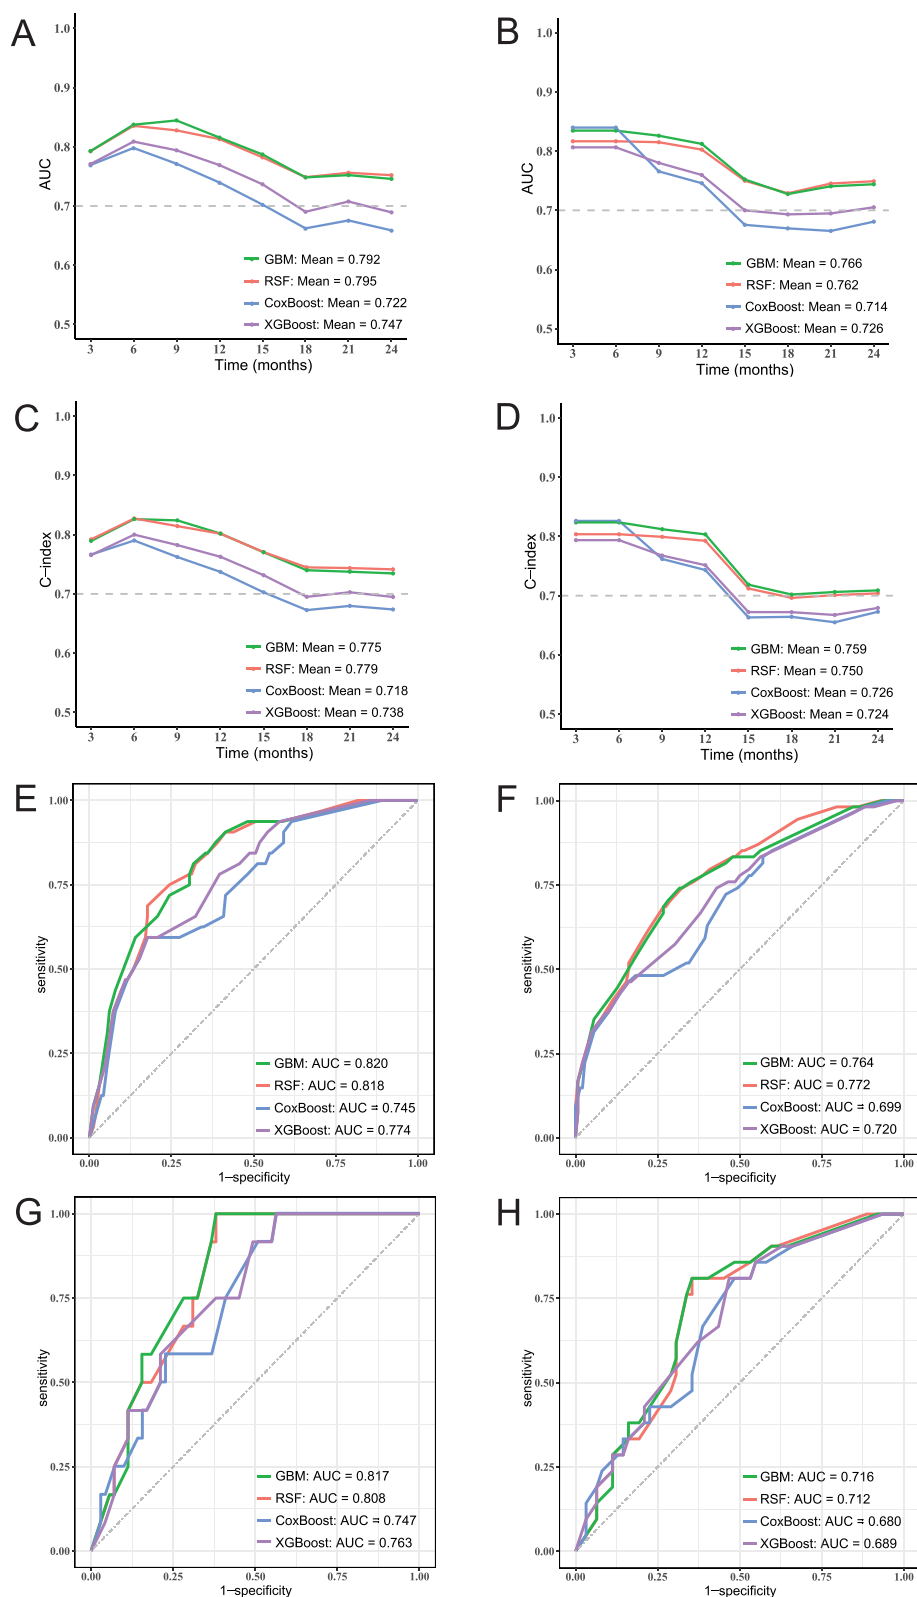 A
1.0
0.9
0.8
0.7
0.6
0.5
AUC
GBM: Mean = 0.792
RSF: Mean = 0.795
CoxBoost: Mean = 0.722
XGBoost: Mean = 0.747
3 6 9 12 15 18 21 24
Time (months)
B
1.0
0.9
0.8
0.7
0.6
0.5
AUC
GBM: Mean = 0.766
RSF: Mean = 0.762
CoxBoost: Mean = 0.714
XGBoost: Mean = 0.726
3 6 9 12 15 18 21 24
Time (months)
C
1.0
0.9
0.8
0.7
0.6
0.5
C−index
GBM: Mean = 0.775
RSF: Mean = 0.779
CoxBoost: Mean = 0.718
XGBoost: Mean = 0.738
3 6 9 12 15 18 21 24
Time (months)
D
1.0
0.9
0.8
0.7
0.6
0.5
C−index
GBM: Mean = 0.759
RSF: Mean = 0.750
CoxBoost: Mean = 0.726
XGBoost: Mean = 0.724
3 6 9 12 15 18 21 24
Time (months)
E
1.00
0.75
0.50
0.25
0.00
sensitivity
GBM: AUC = 0.820
RSF: AUC = 0.818
CoxBoost: AUC = 0.745
XGBoost: AUC = 0.774
0.00 0.25 0.50 0.75 1.00
1−specificity
F
1.00
0.75
0.50
0.25
0.00
sensitivity
GBM: AUC = 0.764
RSF: AUC = 0.772
CoxBoost: AUC = 0.699
XGBoost: AUC = 0.720
0.00 0.25 0.50 0.75 1.00
1−specificity
G
1.00
0.75
0.50
0.25
0.00
sensitivity
GBM: AUC = 0.817
RSF: AUC = 0.808
CoxBoost: AUC = 0.747
XGBoost: AUC = 0.763
0.00 0.25 0.50 0.75 1.00
1−specificity
H
1.00
0.75
0.50
0.25
0.00
sensitivity
GBM: AUC = 0.716
RSF: AUC = 0.712
CoxBoost: AUC = 0.680
XGBoost: AUC = 0.689
0.00 0.25 0.50 0.75 1.00
1−specificity